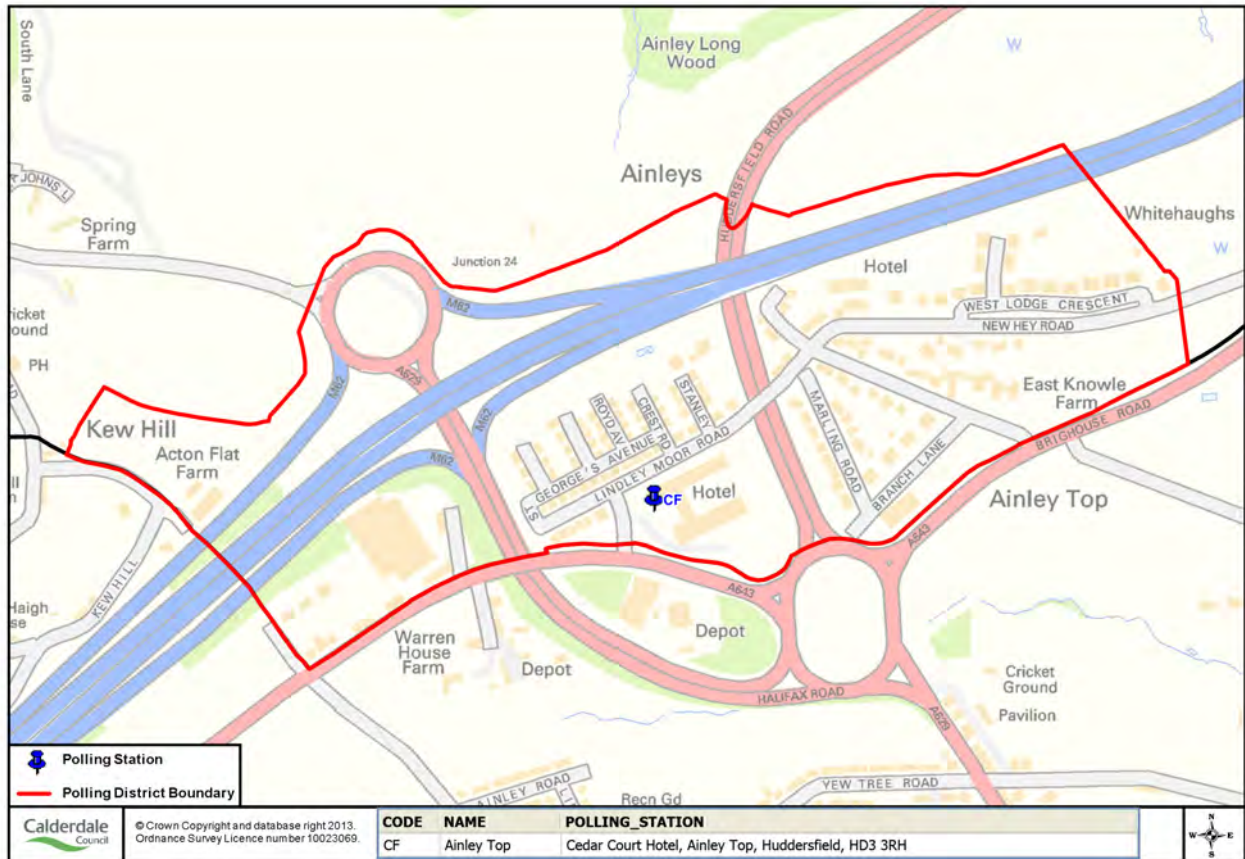 South Lane
Ainley Long
Wood
W
HUDDERSFIELD ROAD
JOHNS L
Ainleys
Spring
Farm
Whitehaughs
W
Junction 24
Hotel
M62
WEST LODGE CRESCENT
NEW HEY ROAD
PH
M62
A629
East Knowle
Farm
BRIGHOUSE ROAD
STANLEY
CREST RD
ROYD AV
MARLING ROAD
Kew Hill
Acton Flat
Farm
M62
M62
ST GEORGE'S AVENUE
LINDLEY MOOR ROAD
BRANCH LANE
CF
Hotel
Ainley Top
A643
KEW HILL
A643
Warren
House
Farm
Depot
Depot
HALIFAX ROAD
A629
Cricket
Ground
Pavilion
AINLEY ROAD
Recn Gd
YEW TREE ROAD
Polling Station
Polling District Boundary
Calderdale
Council
© Crown Copyright and database right 2013.
Ordnance Survey Licence number 10023069.
CODE NAME POLLING_STATION
CF Ainley Top Cedar Court Hotel, Ainley Top, Huddersfield, HD3 3RH
N
W E
S